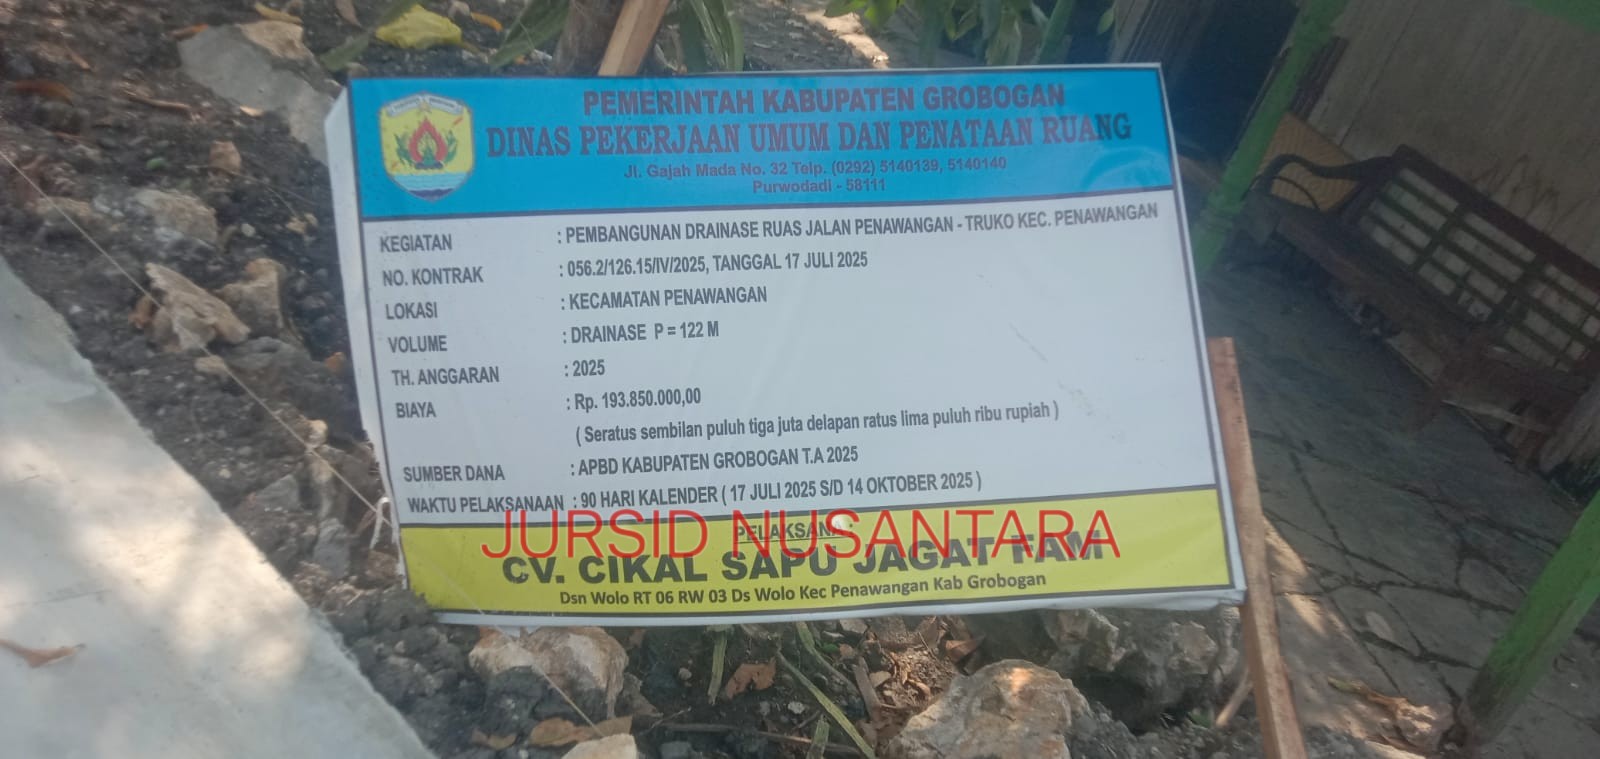 PEMERINTAH KABUPATEN GROBOGAN
DINAS PEKERJAAN UMUM DAN PENATAAN RUANG
Jl. Gajah Mada No. 32 Telp. (0292) 5140139, 5140140
Purwodadi - 58111
KEGIATAN : PEMBANGUNAN DRAINASE RUAS JALAN PENAWANGAN - TRUKO KEC. PENAWANGAN
NO. KONTRAK : 056.2/126.15/IV/2025, TANGGAL 17 JULI 2025
LOKASI : KECAMATAN PENAWANGAN
VOLUME : DRAINASE P = 122 M
TH. ANGGARAN : 2025
BIAYA : Rp. 193.850.000,00
( Seratus sembilan puluh tiga juta delapan ratus lima puluh ribu rupiah )
SUMBER DANA : APBD KABUPATEN GROBOGAN T.A 2025
WAKTU PELAKSANAAN : 90 HARI KALENDER ( 17 JULI 2025 S/D 14 OKTOBER 2025 )
PELAKSANA :
JURSID NUSANTARA
CV. CIKAL SAPU JAGAT FAM
Dsn Wolo RT 06 RW 03 Ds Wolo Kec Penawangan Kab Grobogan